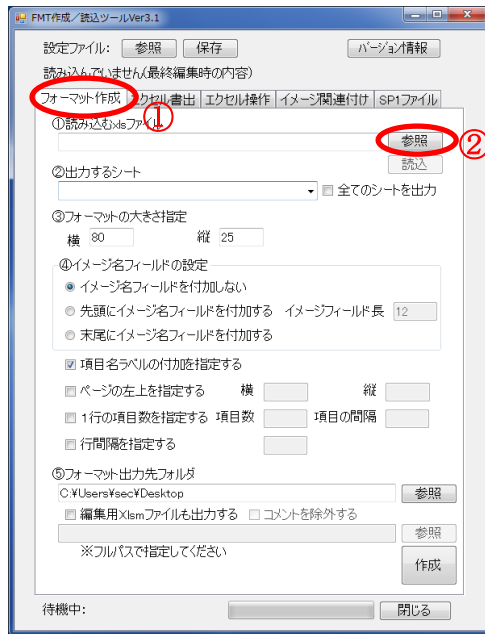 FMT作成／読込ツールVer3.1
設定ファイル: 参照 保存 バージョン情報
読み込んでいません(最終編集時の内容)
フォーマット作成 エクセル書出 エクセル操作 イメージ関連付け SP1ファイル
①
①読み込むxlsファイル
参照 ②
読込
②出力するシート
全てのシートを出力
③フォーマットの大きさ指定
横 80 縦 25
④イメージ名フィールドの設定
イメージ名フィールドを付加しない
先頭にイメージ名フィールドを付加する イメージフィールド長 12
末尾にイメージ名フィールドを付加する
項目名ラベルの付加を指定する
ページの左上を指定する 横 縦
1行の項目数を指定する 項目数 項目の間隔
行間隔を指定する
⑤フォーマット出力先フォルダ
C:¥Users¥sec¥Desktop 参照
編集用Xlsmファイルも出力する コメントを除外する
参照
※フルパスで指定してください
作成
待機中: 閉じる